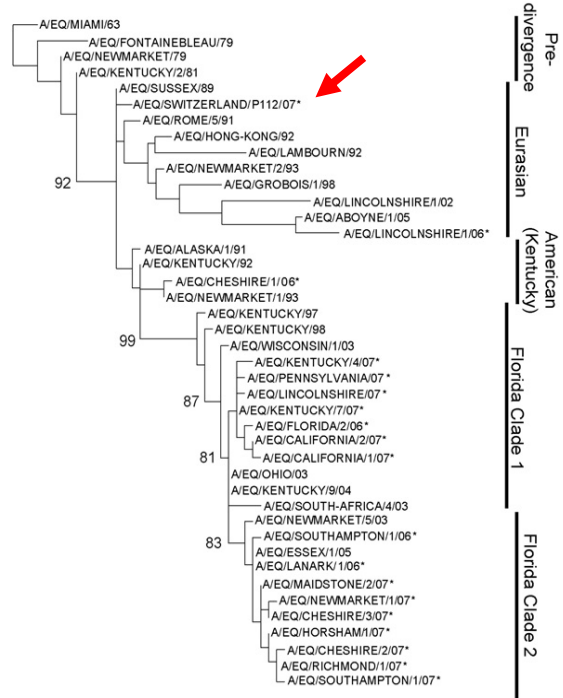 A/EQ/MIAMI/63
A/EQ/FONTAINEBLEAU/79
A/EQ/NEWMARKET/79
A/EQ/KENTUCKY/2/81
A/EQ/SUSSEX/89
A/EQ/SWITZERLAND/P112/07*
A/EQ/ROME/5/91
A/EQ/HONG-KONG/92
A/EQ/LAMBOURN/92
A/EQ/NEWMARKET/2/93
92
A/EQ/GROBOIS/1/98
A/EQ/LINCOLNSHIRE/1/02
A/EQ/ABOYNE/1/05
A/EQ/LINCOLNSHIRE/1/06*
A/EQ/ALASKA/1/91
A/EQ/KENTUCKY/92
A/EQ/CHESHIRE/1/06*
A/EQ/NEWMARKET/1/93
A/EQ/KENTUCKY/97
A/EQ/KENTUCKY/98
99
A/EQ/WISCONSIN/1/03
A/EQ/KENTUCKY/4/07*
A/EQ/PENNSYLVANIA/07*
A/EQ/LINCOLNSHIRE/07*
87
A/EQ/KENTUCKY/7/07*
A/EQ/FLORIDA/2/06*
A/EQ/CALIFORNIA/2/07*
A/EQ/CALIFORNIA/1/07*
81
A/EQ/OHIO/03
A/EQ/KENTUCKY/9/04
A/EQ/SOUTH-AFRICA/4/03
A/EQ/NEWMARKET/5/03
A/EQ/SOUTHAMPTON/1/06*
83
A/EQ/ESSEX/1/05
A/EQ/LANARK/1/06*
A/EQ/MAIDSTONE/2/07*
A/EQ/NEWMARKET/1/07*
A/EQ/CHESHIRE/3/07*
A/EQ/HORSHAM/1/07*
A/EQ/CHESHIRE/2/07*
A/EQ/RICHMOND/1/07*
A/EQ/SOUTHAMPTON/1/07*
Pre-
divergence
Eurasian
American
(Kentucky)
Florida Clade 1
Florida Clade 2